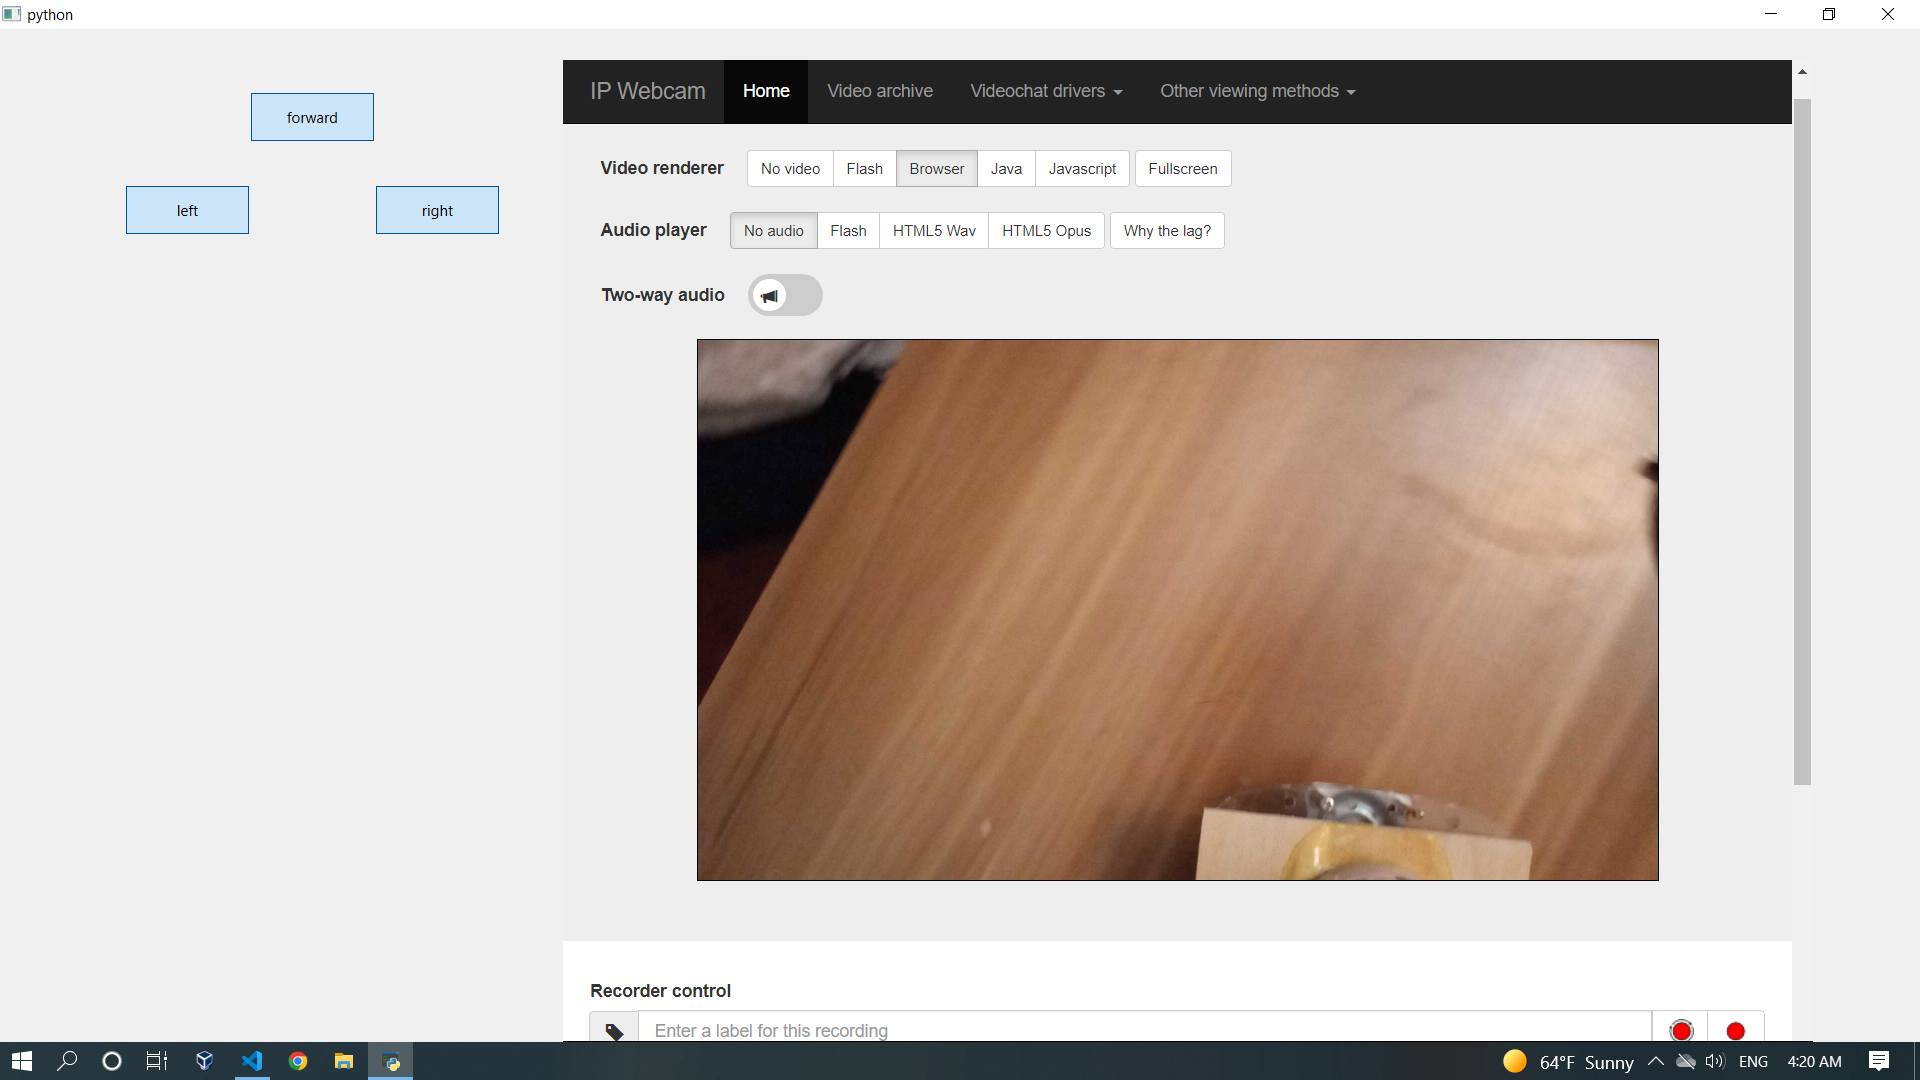 python
forward
left
right
IP Webcam Home Video archive Videochat drivers Other viewing methods
Video renderer No video Flash Browser Java Javascript Fullscreen
Audio player No audio Flash HTML5 Wav HTML5 Opus Why the lag?
Two-way audio
Recorder control
Enter a label for this recording
64°F Sunny ENG 4:20 AM